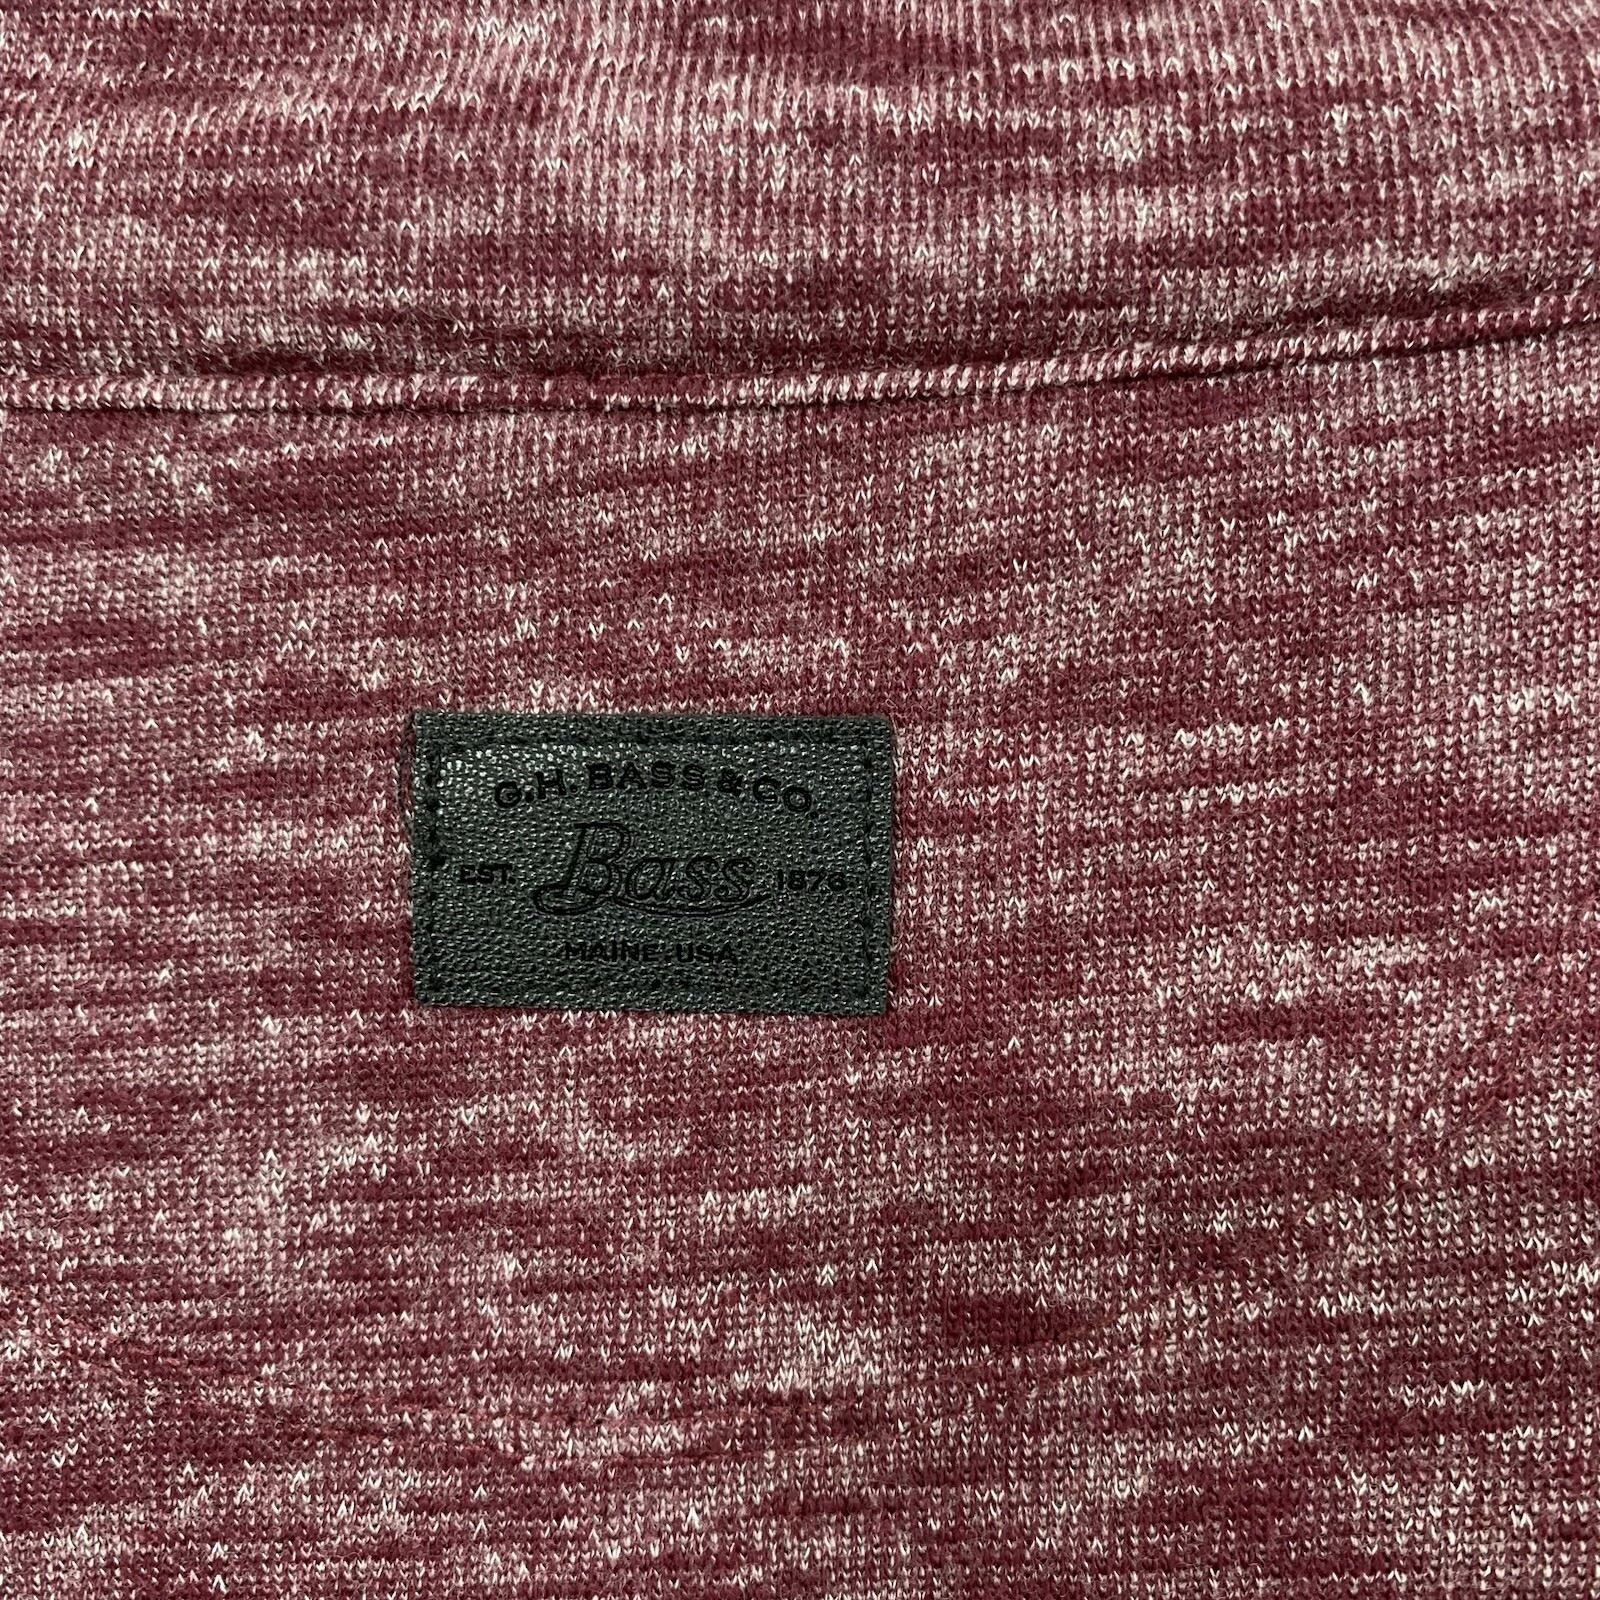 G.H. BASS & CO.
EST. Bass 1876
MAINE, USA